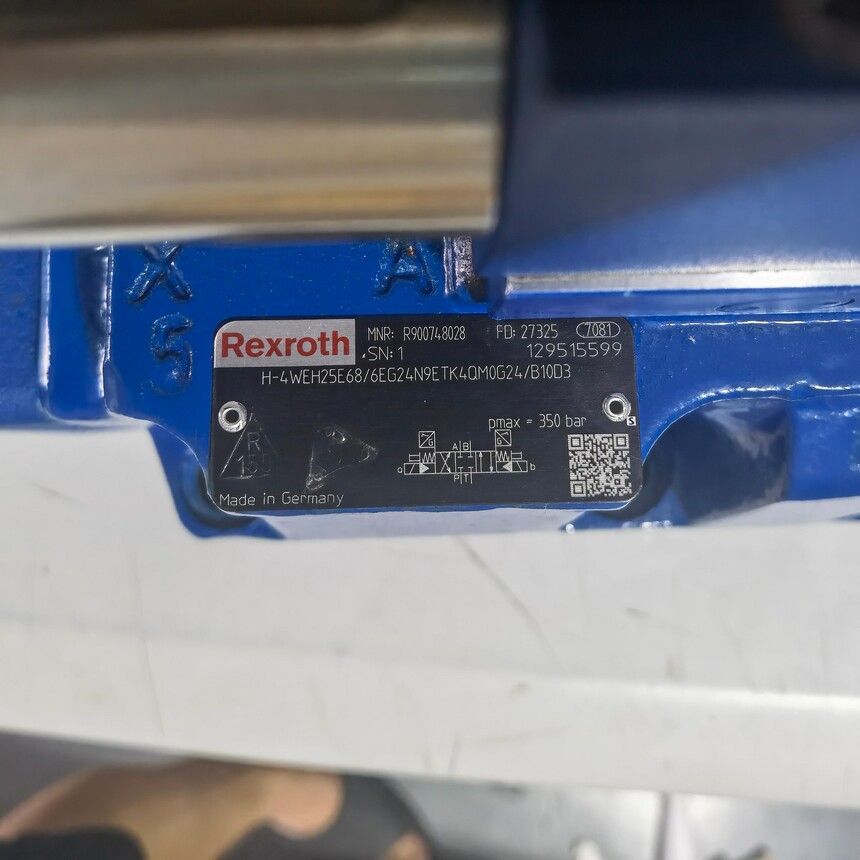 X
A
5
Rexroth
MNR: R900748028 FD: 27325 7081
SN: 1 129515599
H-4WEH25E68/6EG24N9ETK4QM0G24/B10D3
pmax = 350 bar
A B
a b
P T
R
Made in Germany
S